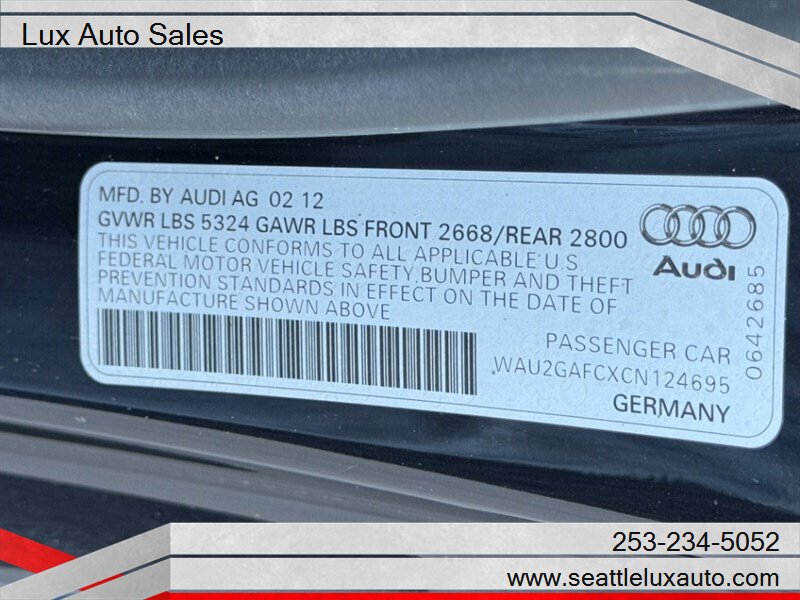 Lux Auto Sales
MFD. BY AUDI AG 02 12
GVWR LBS 5324 GAWR LBS FRONT 2668/REAR 2800
THIS VEHICLE CONFORMS TO ALL APPLICABLE U.S.
FEDERAL MOTOR VEHICLE SAFETY,BUMPER AND THEFT
PREVENTION STANDARDS IN EFFECT ON THE DATE OF
MANUFACTURE SHOWN ABOVE
Audi
0642685
PASSENGER CAR
WAU2GAFCXCN124695
GERMANY
253-234-5052
www.seattleluxauto.com